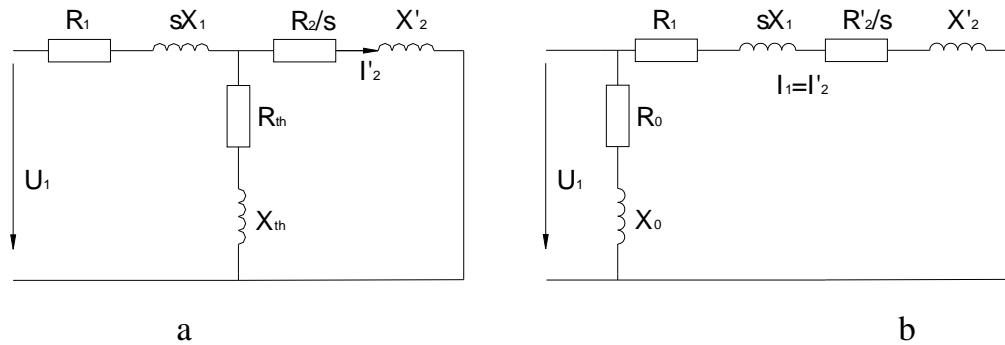 R₁ sX₁ R₂/s X'₂
I'₂
Rₜₕ
U₁
Xₜₕ
a
R₁ sX₁ R'₂/s X'₂
I₁=I'₂
R₀
U₁
X₀
b